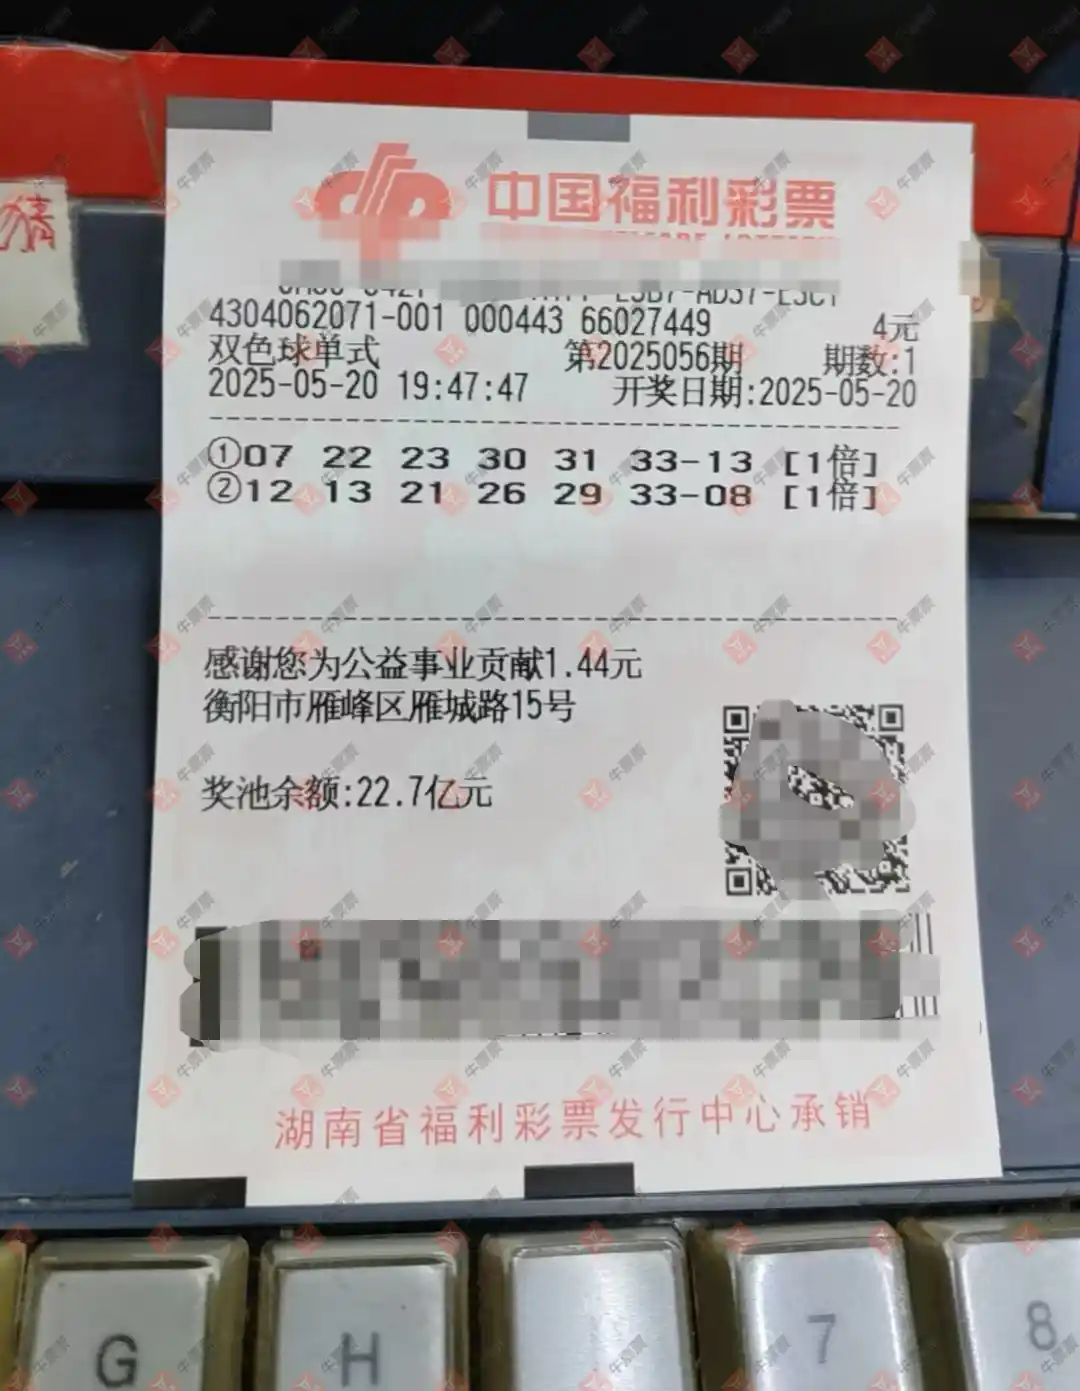 中国福利彩票
4304062071-001 000443 66027449 4元
双色球单式 第2025056期 期数:1
2025-05-20 19:47:47 开奖日期:2025-05-20
①07 22 23 30 31 33-13 [1倍]
②12 13 21 26 29 33-08 [1倍]
感谢您为公益事业贡献1.44元
衡阳市雁峰区雁城路15号
奖池余额:22.7亿元
湖南省福利彩票发行中心承销
G H 7 8
牛票票